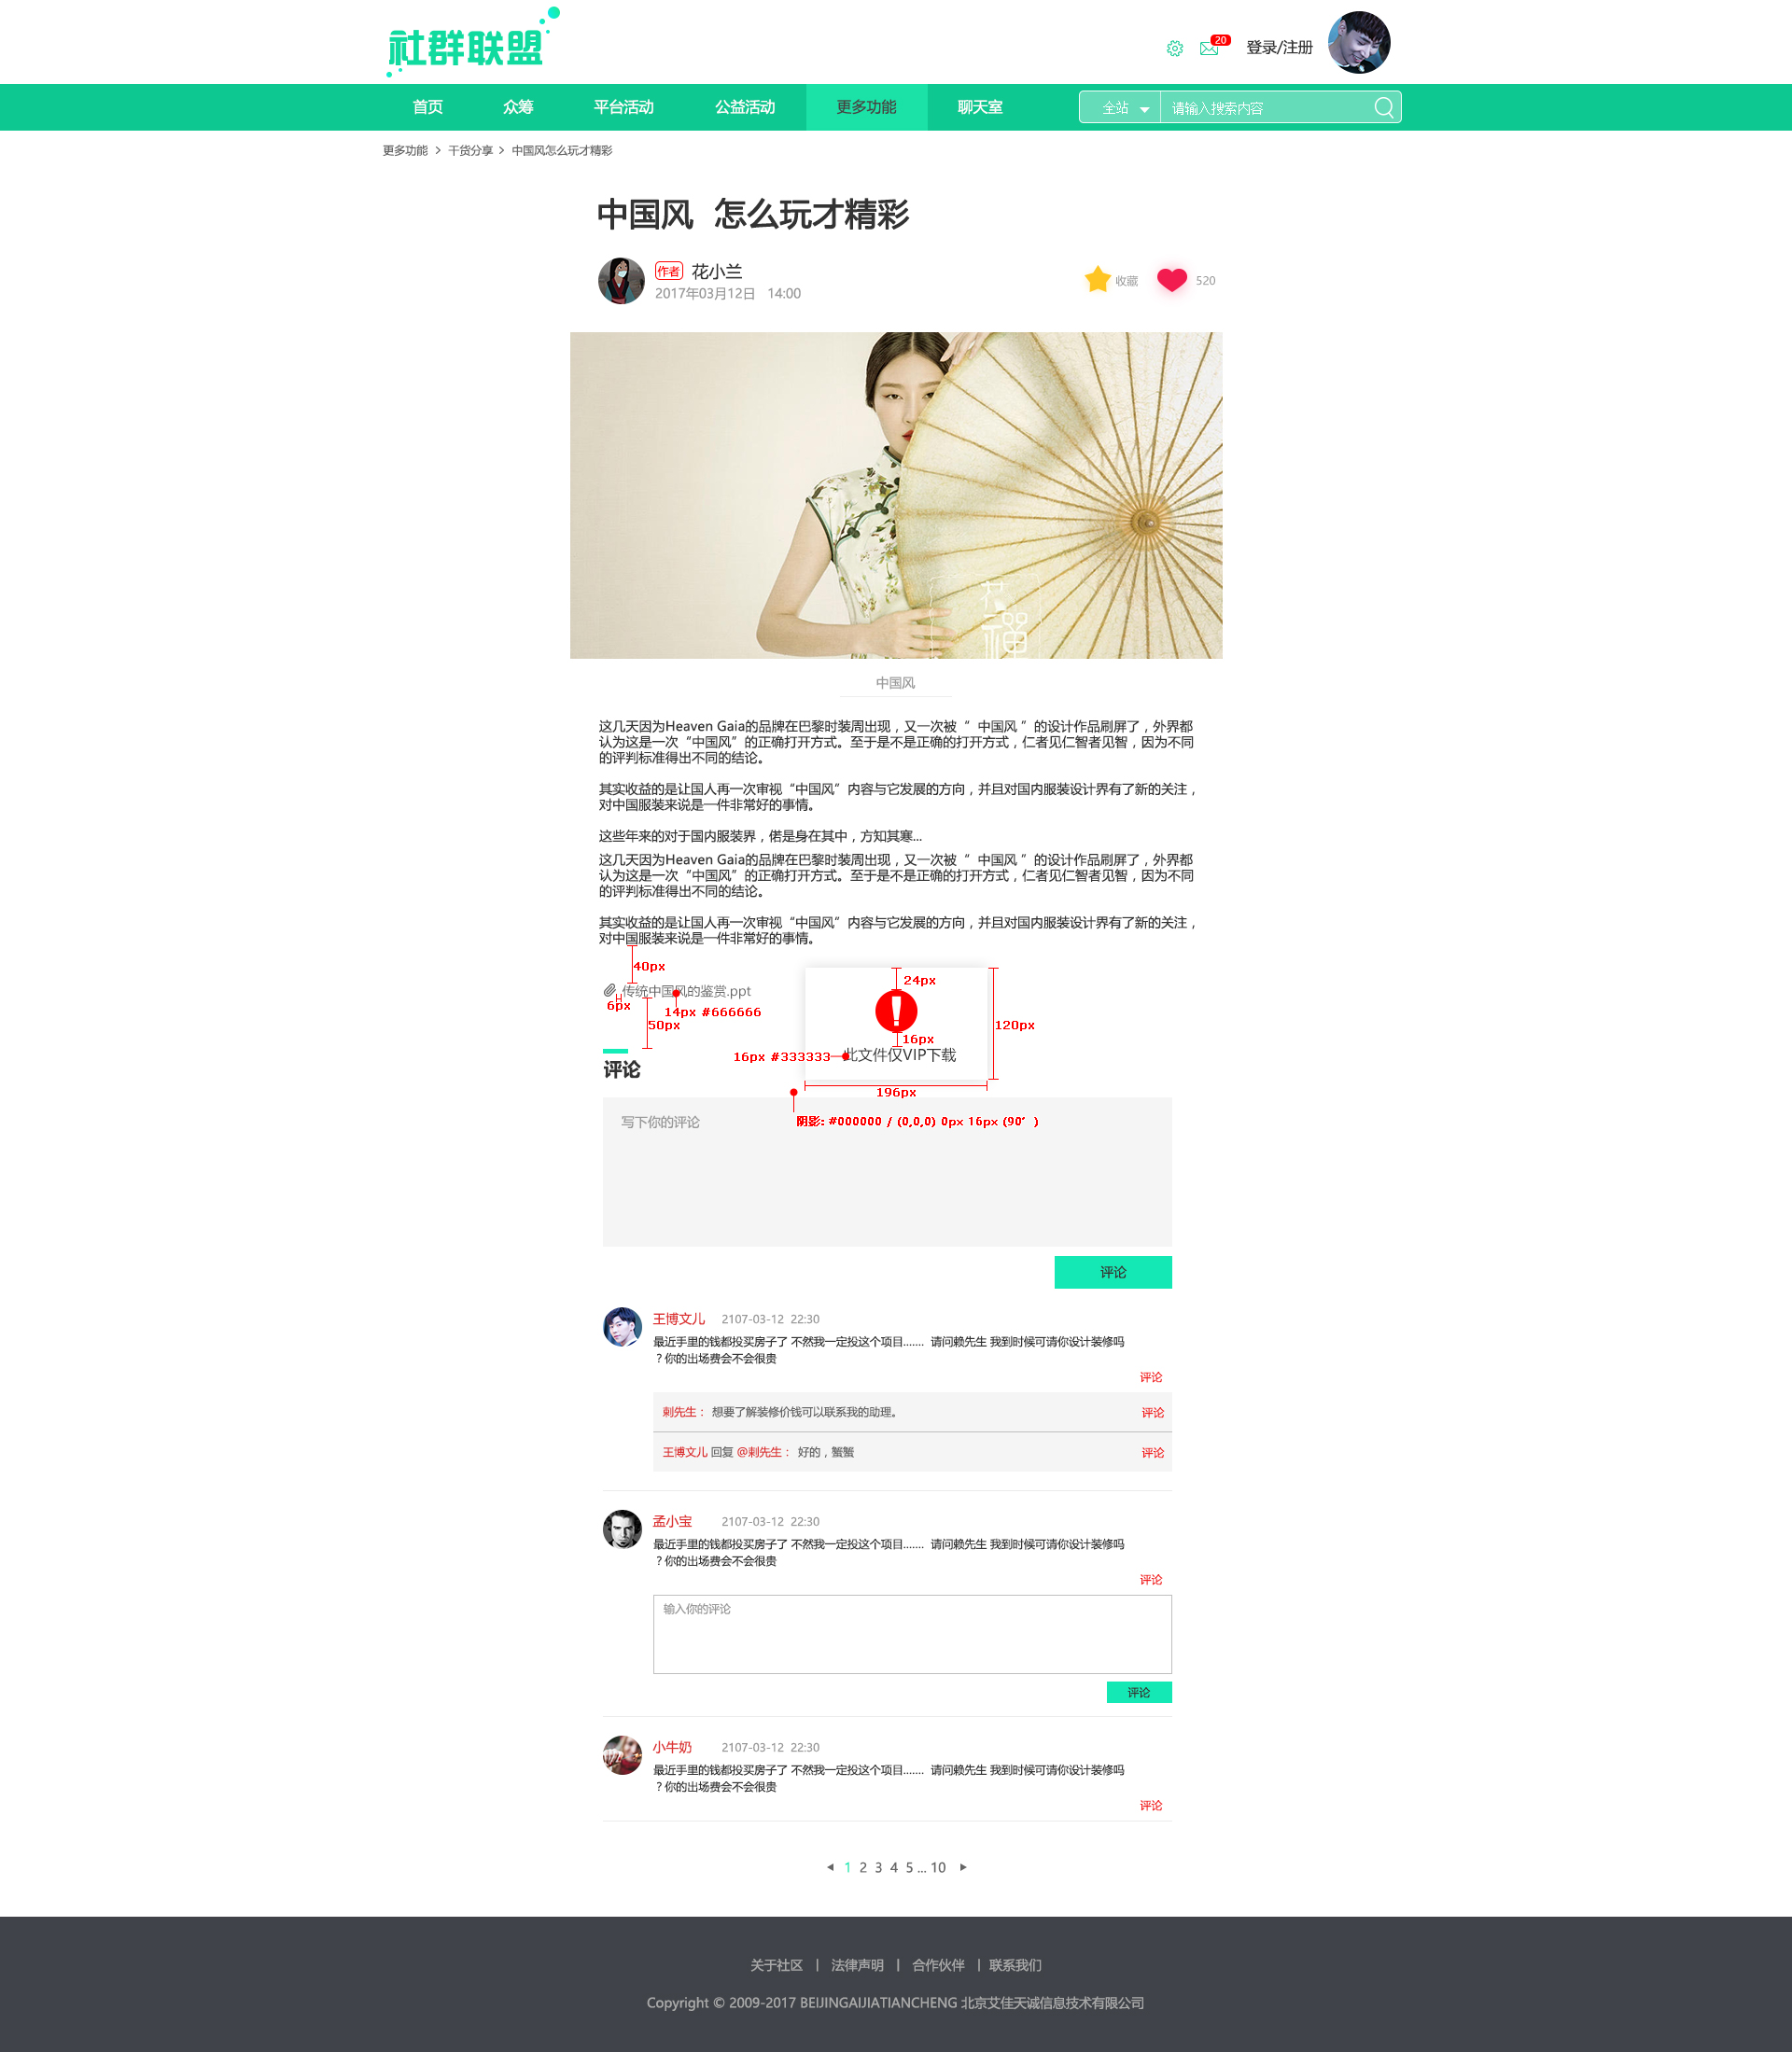 社群联盟
20
登录/注册
首页 众筹 平台活动 公益活动 更多功能 聊天室 全站 请输入搜索内容
更多功能 > 干货分享 > 中国风怎么玩才精彩
中国风 怎么玩才精彩
作者 花小兰
2017年03月12日 14:00
收藏 520
花禅
中国风
这几天因为Heaven Gaia的品牌在巴黎时装周出现，又一次被“ 中国风 ”的设计作品刷屏了，外界都
认为这是一次“中国风”的正确打开方式。至于是不是正确的打开方式，仁者见仁智者见智，因为不同
的评判标准得出不同的结论。
其实收益的是让国人再一次审视“中国风”内容与它发展的方向，并且对国内服装设计界有了新的关注，
对中国服装来说是一件非常好的事情。
这些年来的对于国内服装界，偌是身在其中，方知其寒...
这几天因为Heaven Gaia的品牌在巴黎时装周出现，又一次被“ 中国风 ”的设计作品刷屏了，外界都
认为这是一次“中国风”的正确打开方式。至于是不是正确的打开方式，仁者见仁智者见智，因为不同
的评判标准得出不同的结论。
其实收益的是让国人再一次审视“中国风”内容与它发展的方向，并且对国内服装设计界有了新的关注，
对中国服装来说是一件非常好的事情。
40px
24px
传统中国风的鉴赏.ppt
6px
14px #666666
50px
120px
16px
16px #333333
此文件仅VIP下载
评论
196px
写下你的评论
阴影: #000000 / (0,0,0) 0px 16px (90° )
评论
王博文儿 2107-03-12 22:30
最近手里的钱都投买房子了 不然我一定投这个项目....... 请问赖先生 我到时候可请你设计装修吗
？你的出场费会不会很贵
评论
剌先生： 想要了解装修价钱可以联系我的助理。 评论
王博文儿 回复 @剌先生： 好的，蟹蟹 评论
孟小宝 2107-03-12 22:30
最近手里的钱都投买房子了 不然我一定投这个项目....... 请问赖先生 我到时候可请你设计装修吗
？你的出场费会不会很贵
评论
输入你的评论
评论
小牛奶 2107-03-12 22:30
最近手里的钱都投买房子了 不然我一定投这个项目....... 请问赖先生 我到时候可请你设计装修吗
？你的出场费会不会很贵
评论
1 2 3 4 5 ... 10
关于社区 | 法律声明 | 合作伙伴 | 联系我们
Copyright © 2009-2017 BEIJINGAIJIATIANCHENG 北京艾佳天诚信息技术有限公司